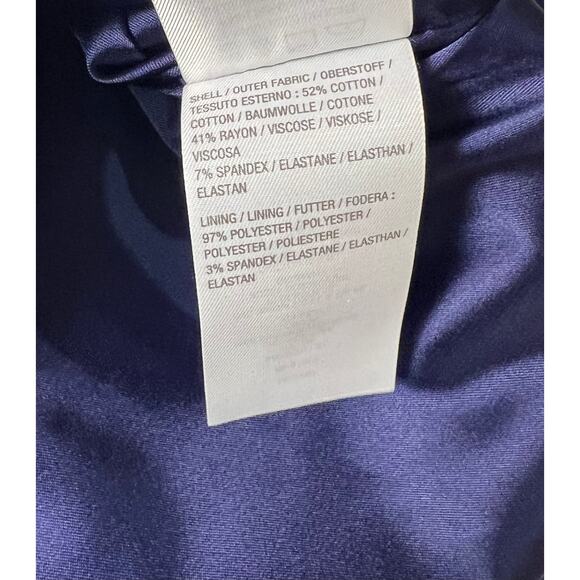 SHELL / OUTER FABRIC / OBERSTOFF /
TESSUTO ESTERNO : 52% COTTON /
COTTON / BAUMWOLLE / COTONE
41% RAYON / VISCOSE / VISKOSE /
VISCOSA
7% SPANDEX / ELASTANE / ELASTHAN /
ELASTAN
LINING / LINING / FUTTER / FODERA :
97% POLYESTER / POLYESTER /
POLYESTER / POLIESTERE
3% SPANDEX / ELASTANE / ELASTHAN /
ELASTAN